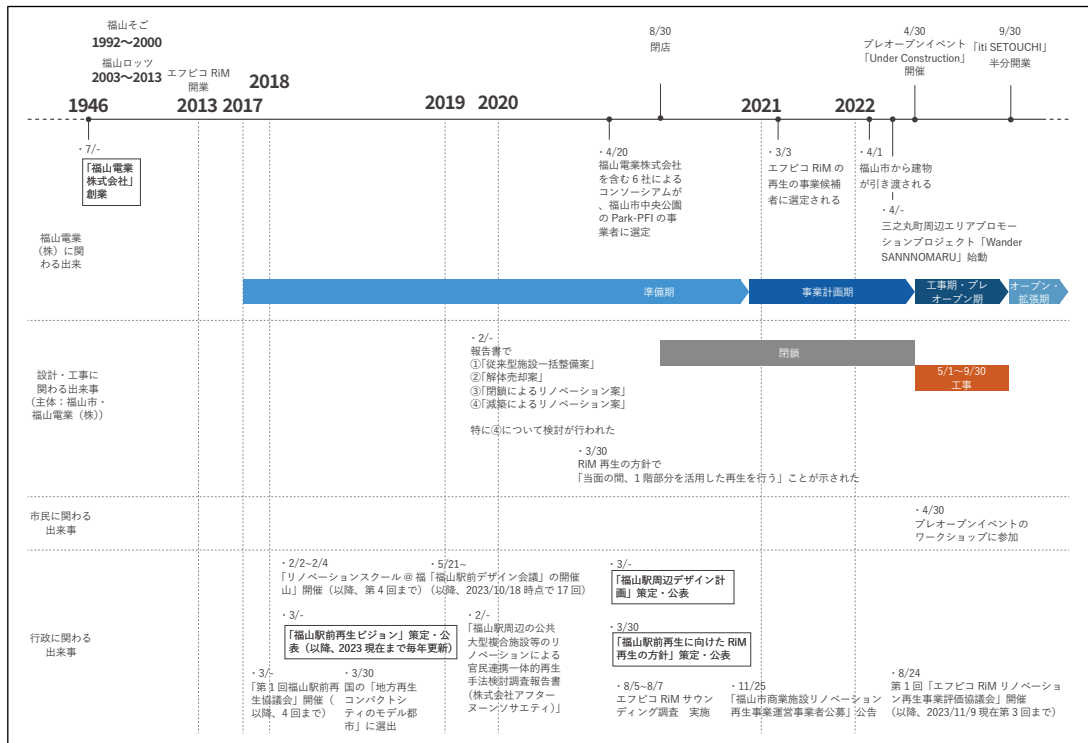 福山そご
1992〜2000
福山ロッツ
2003〜2013
エフピコ RiM
開業
8/30
閉店
4/30
プレオープンイベント
「Under Construction」
開催
9/30
「iti SETOUCHI」
半分開業
1946
2013
2017
2018
2019
2020
2021
2022
・7/-
「福山電業
株式会社」
創業
・4/20
福山電業株式会社
を含む 6 社による
コンソーシアムが
、福山市中央公園
の Park-PFI の事
業者に選定
・3/3
エフピコ RiM の
再生の事業候補
者に選定される
・4/1
福山市から建物
が引き渡される
・4/-
三之丸町周辺エリアプロモー
ションプロジェクト「Wander
SANNNOMARU」始動
福山電業
（株）に関
わる出来
準備期
事業計画期
工事期・プレ
オープン期
オープン・
拡張期
設計・工事に
関わる出来事
（主体：福山市・
福山電業（株））
・2/-
報告書で
①「従来型施設一括整備案」
②「解体売却案」
③「閉鎖によるリノベーション案」
④「減築によるリノベーション案」
特に④について検討が行われた
閉鎖
5/1〜9/30
工事
・3/30
RiM 再生の方針で
「当面の間、1 階部分を活用した再生を行う」ことが示された
市民に関わる
出来事
・4/30
プレオープンイベントの
ワークショップに参加
行政に関わる
出来事
・2/2~2/4
「リノベーションスクール @ 福
山」開催（以降、第 4 回まで）
・5/21~
「福山駅前デザイン会議」の開催
（以降、2023/10/18 時点で 17 回）
・3/-
「福山駅周辺デザイン計
画」策定・公表
・3/-
「福山駅前再生ビジョン」策定・公
表（以降、2023 現在まで毎年更新）
・2/-
「福山駅周辺の公共
大型複合施設等のリ
ノベーションによる
官民連携一体的再生
手法検討調査報告書
（株式会社アフター
ヌーンソサエティ）」
・3/30
「福山駅前再生に向けた RiM
再生の方針」策定・公表
・3/~
「第 1 回福山駅前再
生協議会」開催（
以降、4 回まで）
・3/30
国の「地方再生
コンパクトシ
ティのモデル都
市」に選出
・8/5~8/7
エフピコ RiM サウン
ディング調査　実施
・11/25
「福山市商業施設リノベーション
再生事業運営事業者公募」公告
・8/24
第 1 回「エフピコ RiM リノベーショ
ン再生事業評価協議会」開催
（以降、2023/11/9 現在第 3 回まで）